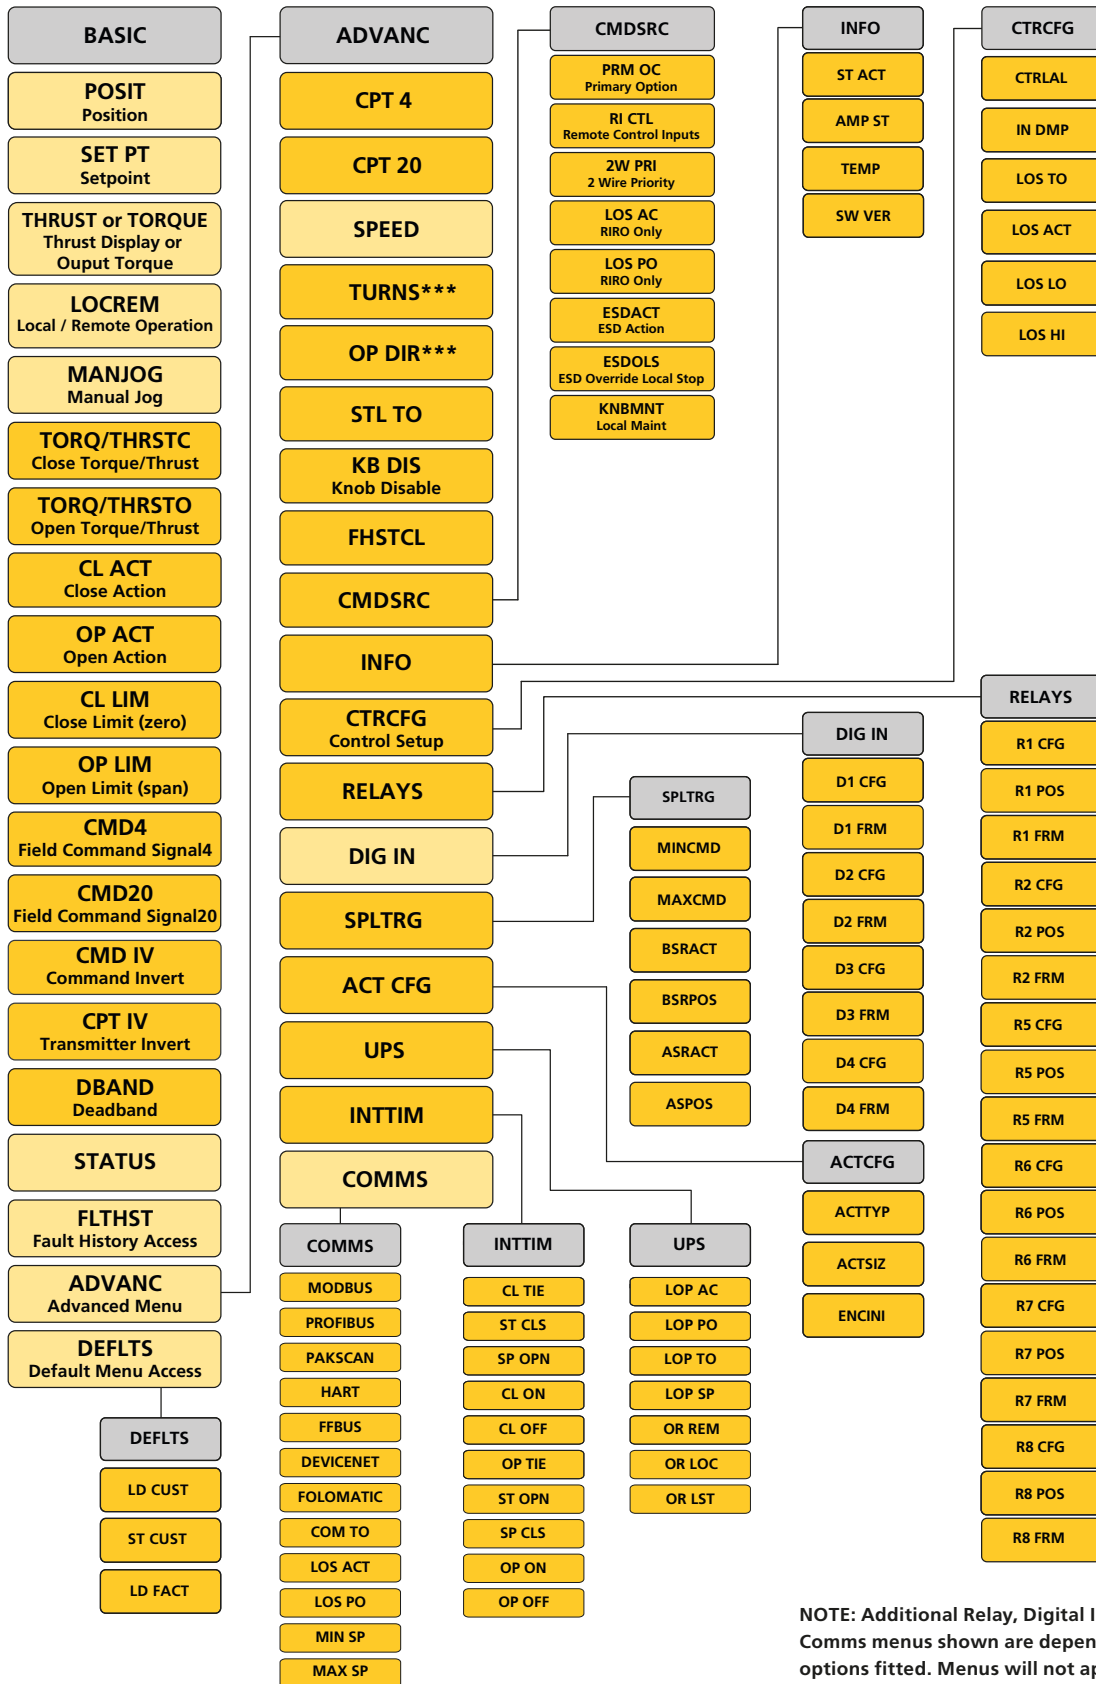 BASIC
POSIT
Position
SET PT
Setpoint
THRUST or TORQUE
Thrust Display or
Ouput Torque
LOCREM
Local / Remote Operation
MANJOG
Manual Jog
TORQ/THRSTC
Close Torque/Thrust
TORQ/THRSTO
Open Torque/Thrust
CL ACT
Close Action
OP ACT
Open Action
CL LIM
Close Limit (zero)
OP LIM
Open Limit (span)
CMD4
Field Command Signal4
CMD20
Field Command Signal20
CMD IV
Command Invert
CPT IV
Transmitter Invert
DBAND
Deadband
STATUS
FLTHST
Fault History Access
ADVANC
Advanced Menu
DEFLTS
Default Menu Access
DEFLTS
LD CUST
ST CUST
LD FACT
ADVANC
CPT 4
CPT 20
SPEED
TURNS***
OP DIR***
STL TO
KB DIS
Knob Disable
FHSTCL
CMDSRC
INFO
CTRCFG
Control Setup
RELAYS
DIG IN
SPLTRG
ACT CFG
UPS
INTTIM
COMMS
COMMS
MODBUS
PROFIBUS
PAKSCAN
HART
FFBUS
DEVICENET
FOLOMATIC
COM TO
LOS ACT
LOS PO
MIN SP
MAX SP
INTTIM
CL TIE
ST CLS
SP OPN
CL ON
CL OFF
OP TIE
ST OPN
SP CLS
OP ON
OP OFF
CMDSRC
PRM OC
Primary Option
RI CTL
Remote Control Inputs
2W PRI
2 Wire Priority
LOS AC
RIRO Only
LOS PO
RIRO Only
ESDACT
ESD Action
ESDOLS
ESD Override Local Stop
KNBMNT
Local Maint
SPLTRG
MINCMD
MAXCMD
BSRACT
BSRPOS
ASRACT
ASPOS
UPS
LOP AC
LOP PO
LOP TO
LOP SP
OR REM
OR LOC
OR LST
INFO
ST ACT
AMP ST
TEMP
SW VER
DIG IN
D1 CFG
D1 FRM
D2 CFG
D2 FRM
D3 CFG
D3 FRM
D4 CFG
D4 FRM
ACTCFG
ACTTYP
ACTSIZ
ENCINI
CTRCFG
CTRLAL
IN DMP
LOS TO
LOS ACT
LOS LO
LOS HI
RELAYS
R1 CFG
R1 POS
R1 FRM
R2 CFG
R2 POS
R2 FRM
R5 CFG
R5 POS
R5 FRM
R6 CFG
R6 POS
R6 FRM
R7 CFG
R7 POS
R7 FRM
R8 CFG
R8 POS
R8 FRM
NOTE: Additional Relay, Digital
Comms menus shown are
options fitted. Menus will not